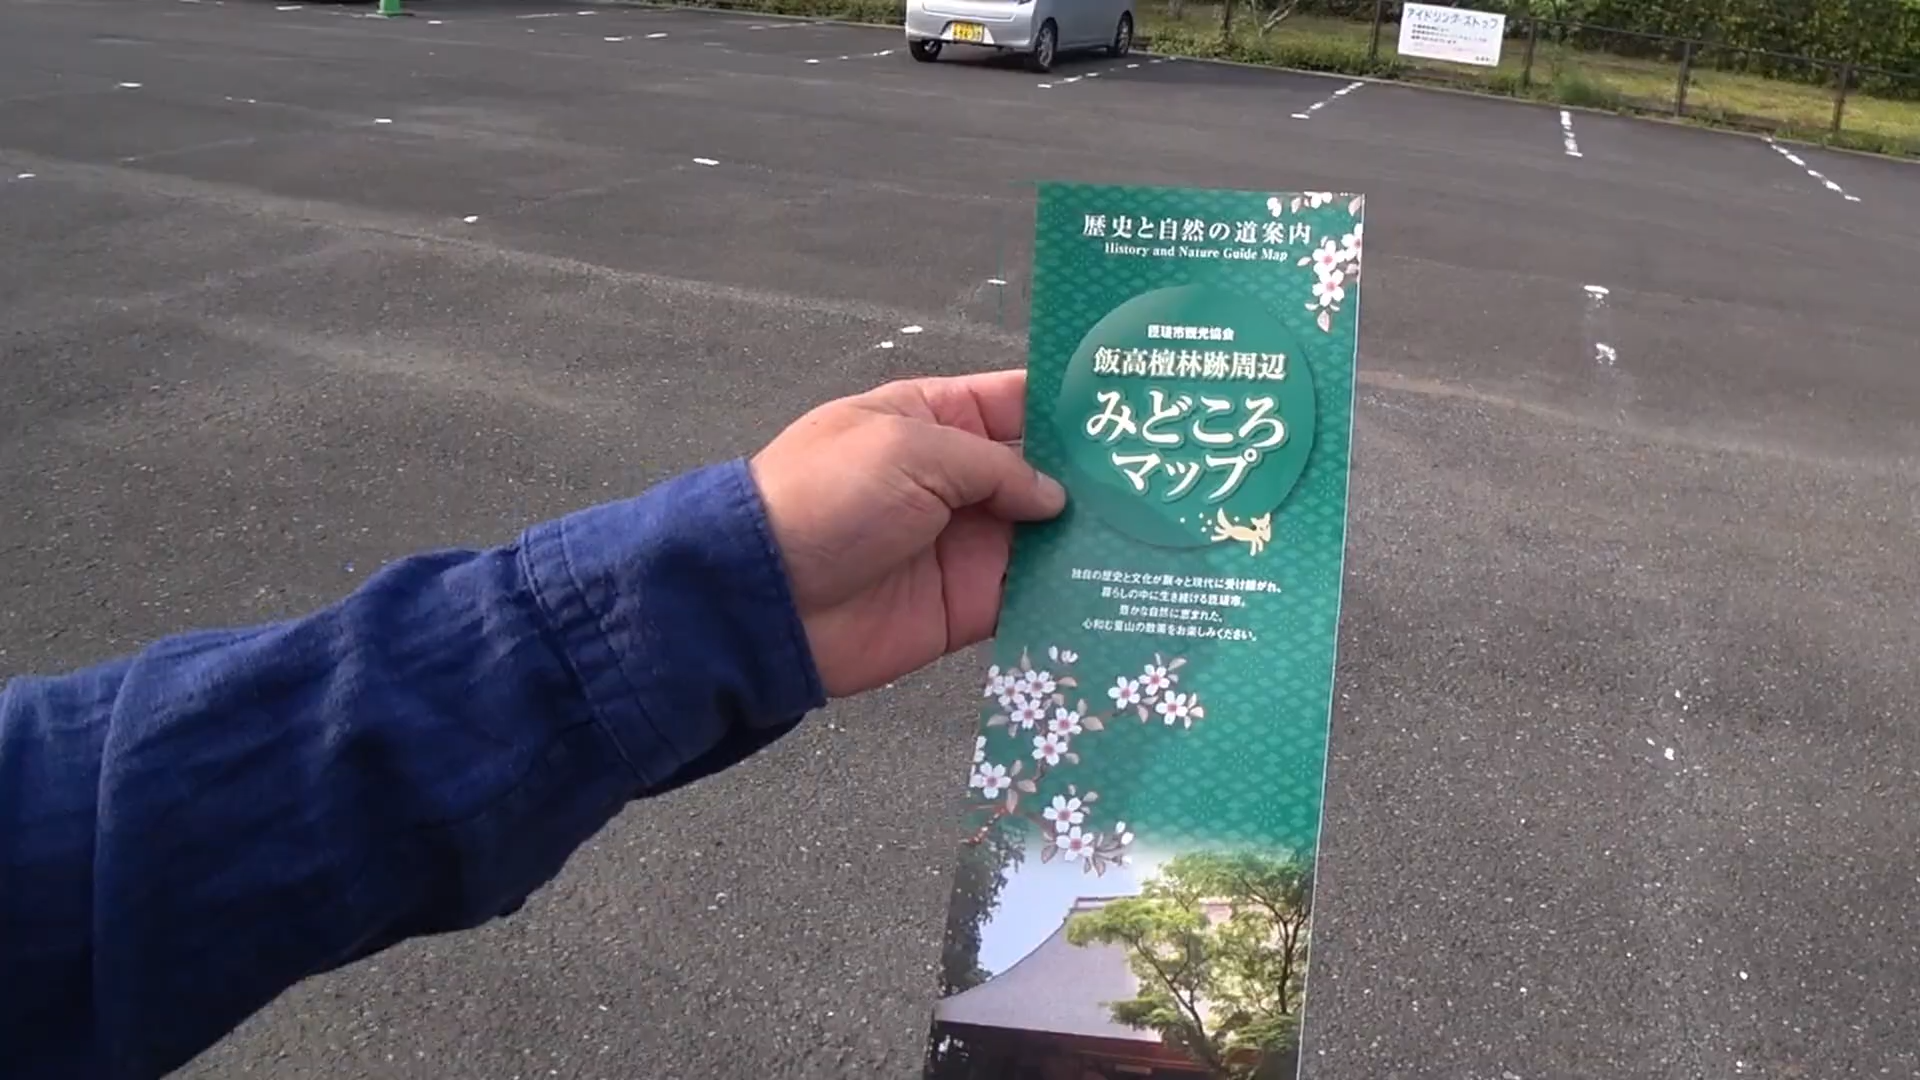 アイドリング・ストップ
歴史と自然の道案内
History and Nature Guide Map
匝瑳市観光協会
飯高檀林跡周辺
みどころ
マップ
独自の歴史と文化が脈々と現代に受け継がれ、
暮らしの中に生き続ける匝瑳市。
豊かな自然に恵まれた、
心和む里山の散策をお楽しみください。